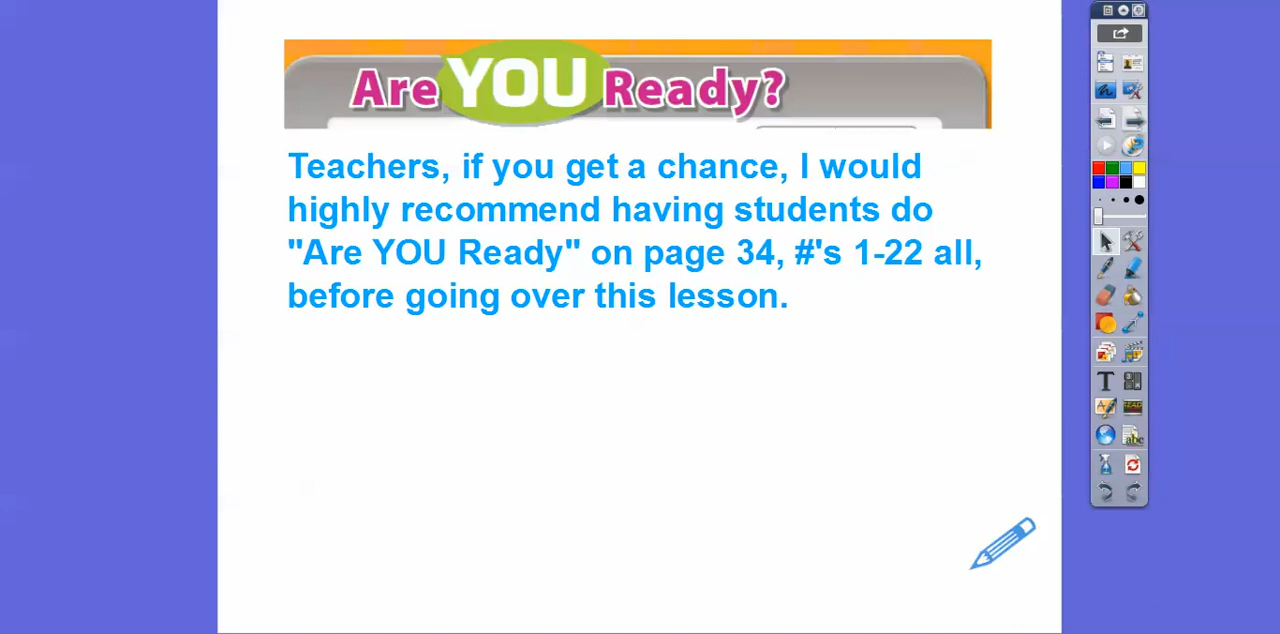 Are YOU Ready?
Teachers, if you get a chance, I would
highly recommend having students do
"Are YOU Ready" on page 34, #'s 1-22 all,
before going over this lesson.